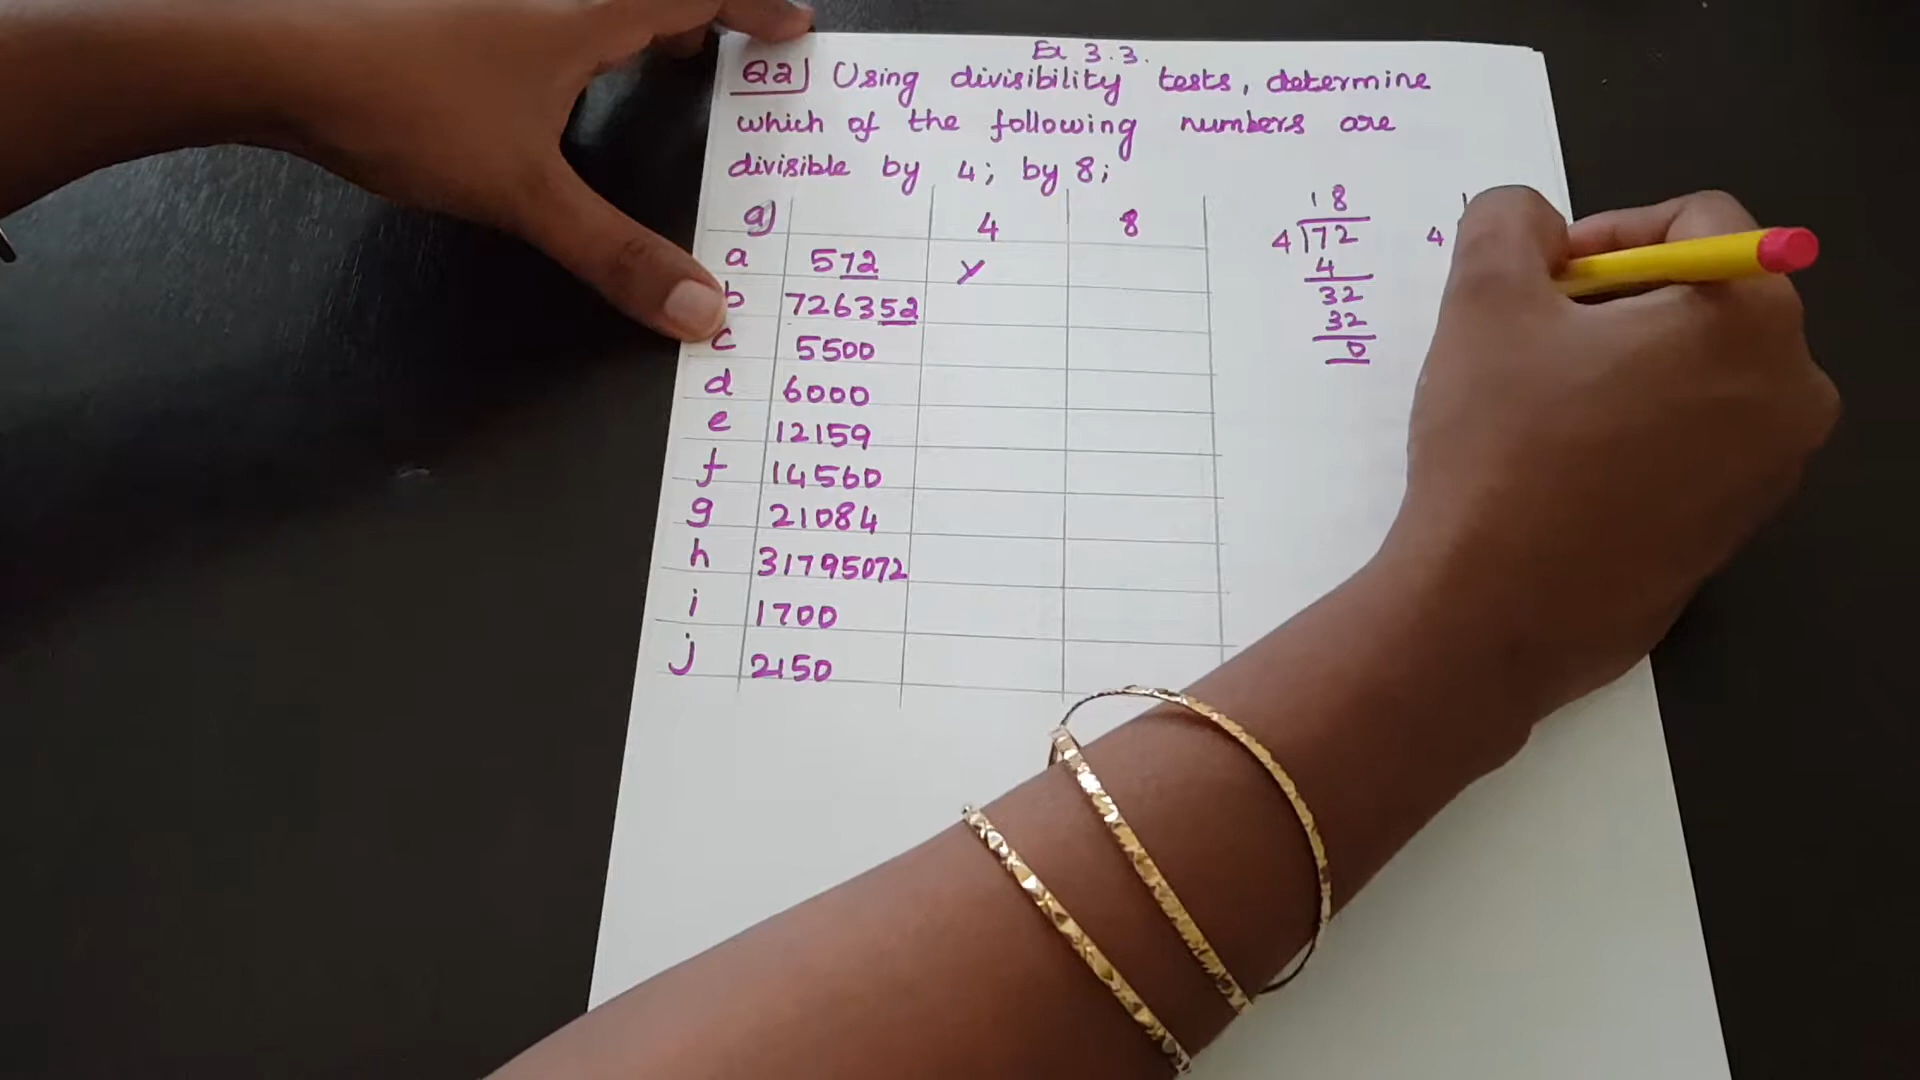 Ex 3.3.
Q2) Using divisibility tests, determine
which of the following numbers are
divisible by 4; by 8;
a) 4 8
a 572 Y
b 726352
c 5500
d 6000
e 12159
f 14560
g 21084
h 31795072
i 1700
j 2150
18
4)72
4
32
32
0
4